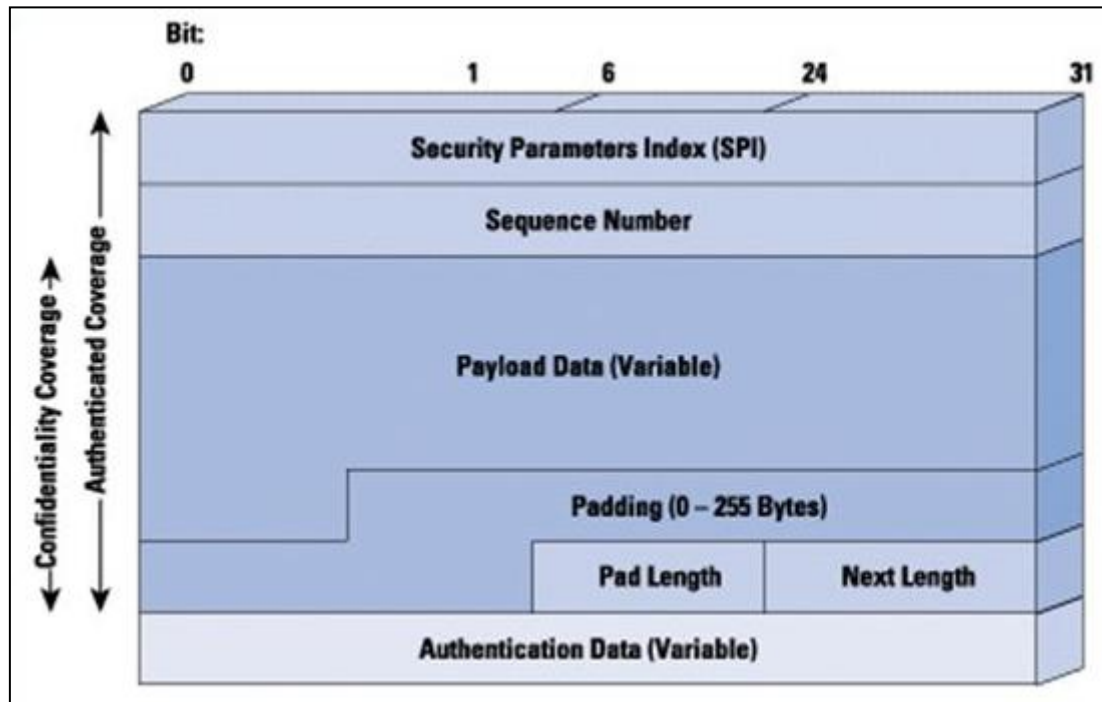 Bit:
0 1 6 24 31
Security Parameters Index (SPI)
Sequence Number
Payload Data (Variable)
Padding (0 – 255 Bytes)
Pad Length Next Length
Authentication Data (Variable)
Confidentiality Coverage
Authenticated Coverage